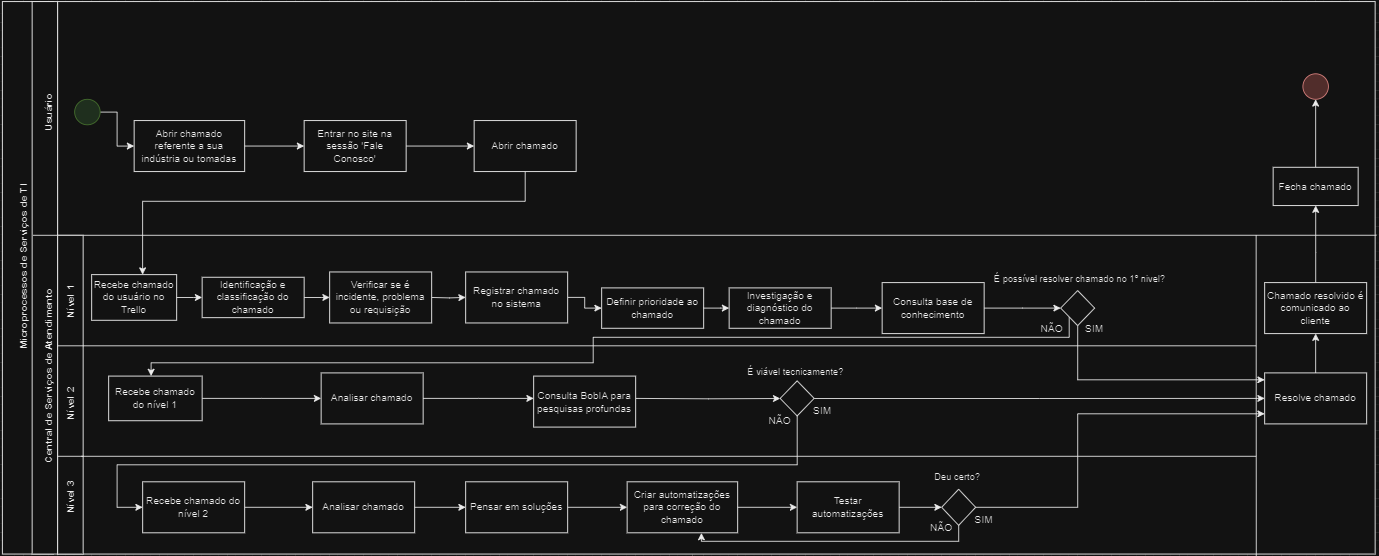 Microprocessos de Serviços de TI
Usuário
Abrir chamado
referente a sua
indústria ou tomadas
Entrar no site na
sessão 'Fale
Conosco'
Abrir chamado
Fecha chamado
Central de Serviços de Atendimento
Nível 1
Recebe chamado
do usuário no
Trello
Identificação e
classificação do
chamado
Verificar se é
incidente, problema
ou requisição
Registrar chamado
no sistema
Definir prioridade ao
chamado
Investigação e
diagnóstico do
chamado
Consulta base de
conhecimento
É possível resolver chamado no 1º nivel?
NÃO
SIM
Chamado resolvido é
comunicado ao
cliente
Nível 2
Recebe chamado
do nível 1
Analisar chamado
Consulta BobIA para
pesquisas profundas
É viável tecnicamente?
NÃO
SIM
Resolve chamado
Nível 3
Recebe chamado do
nível 2
Analisar chamado
Pensar em soluções
Criar automatizações
para correção do
chamado
Testar
automatizações
Deu certo?
NÃO
SIM